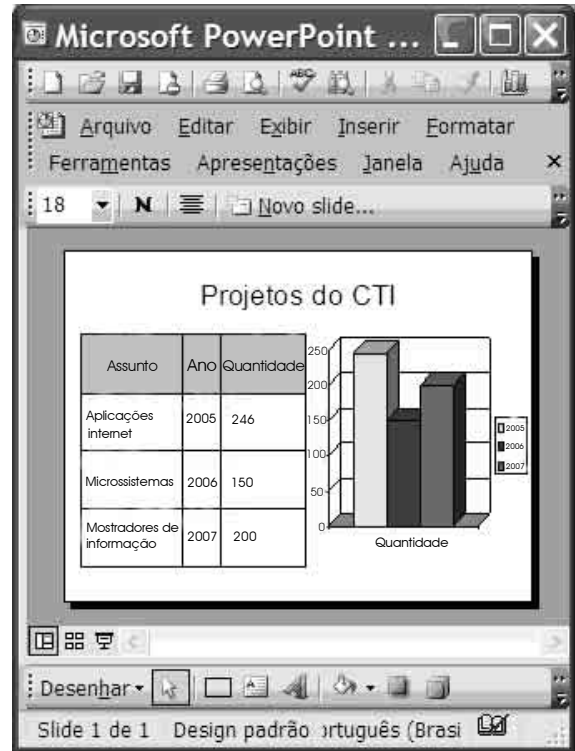 Microsoft PowerPoint ...
Arquivo Editar Exibir Inserir Formatar
Ferramentas Apresentações Janela Ajuda
18 N Novo slide...
Projetos do CTI
Assunto Ano Quantidade
Aplicações
internet
2005 246
Microssistemas 2006 150
Mostradores de
informação
2007 200
250
200
150
100
50
0
Quantidade
2005
2006
2007
Desenhar
Slide 1 de 1 Design padrão (Brasi